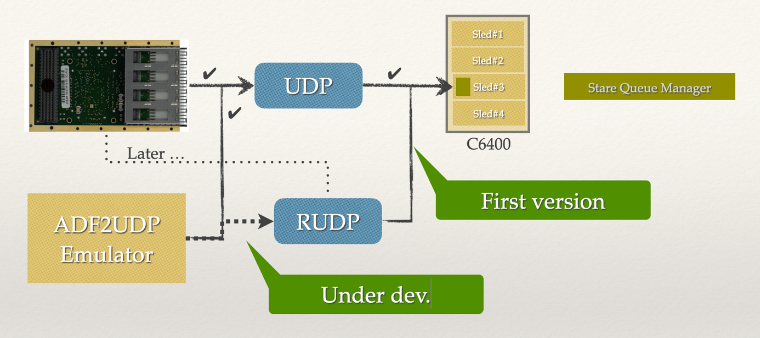 Sled#1
✔ ✔ UDP Sled#2
Sled#3 Stare Queue Manager
✔ Sled#4
C6400
Later ...
First version
ADF2UDP
Emulator
RUDP
Under dev.